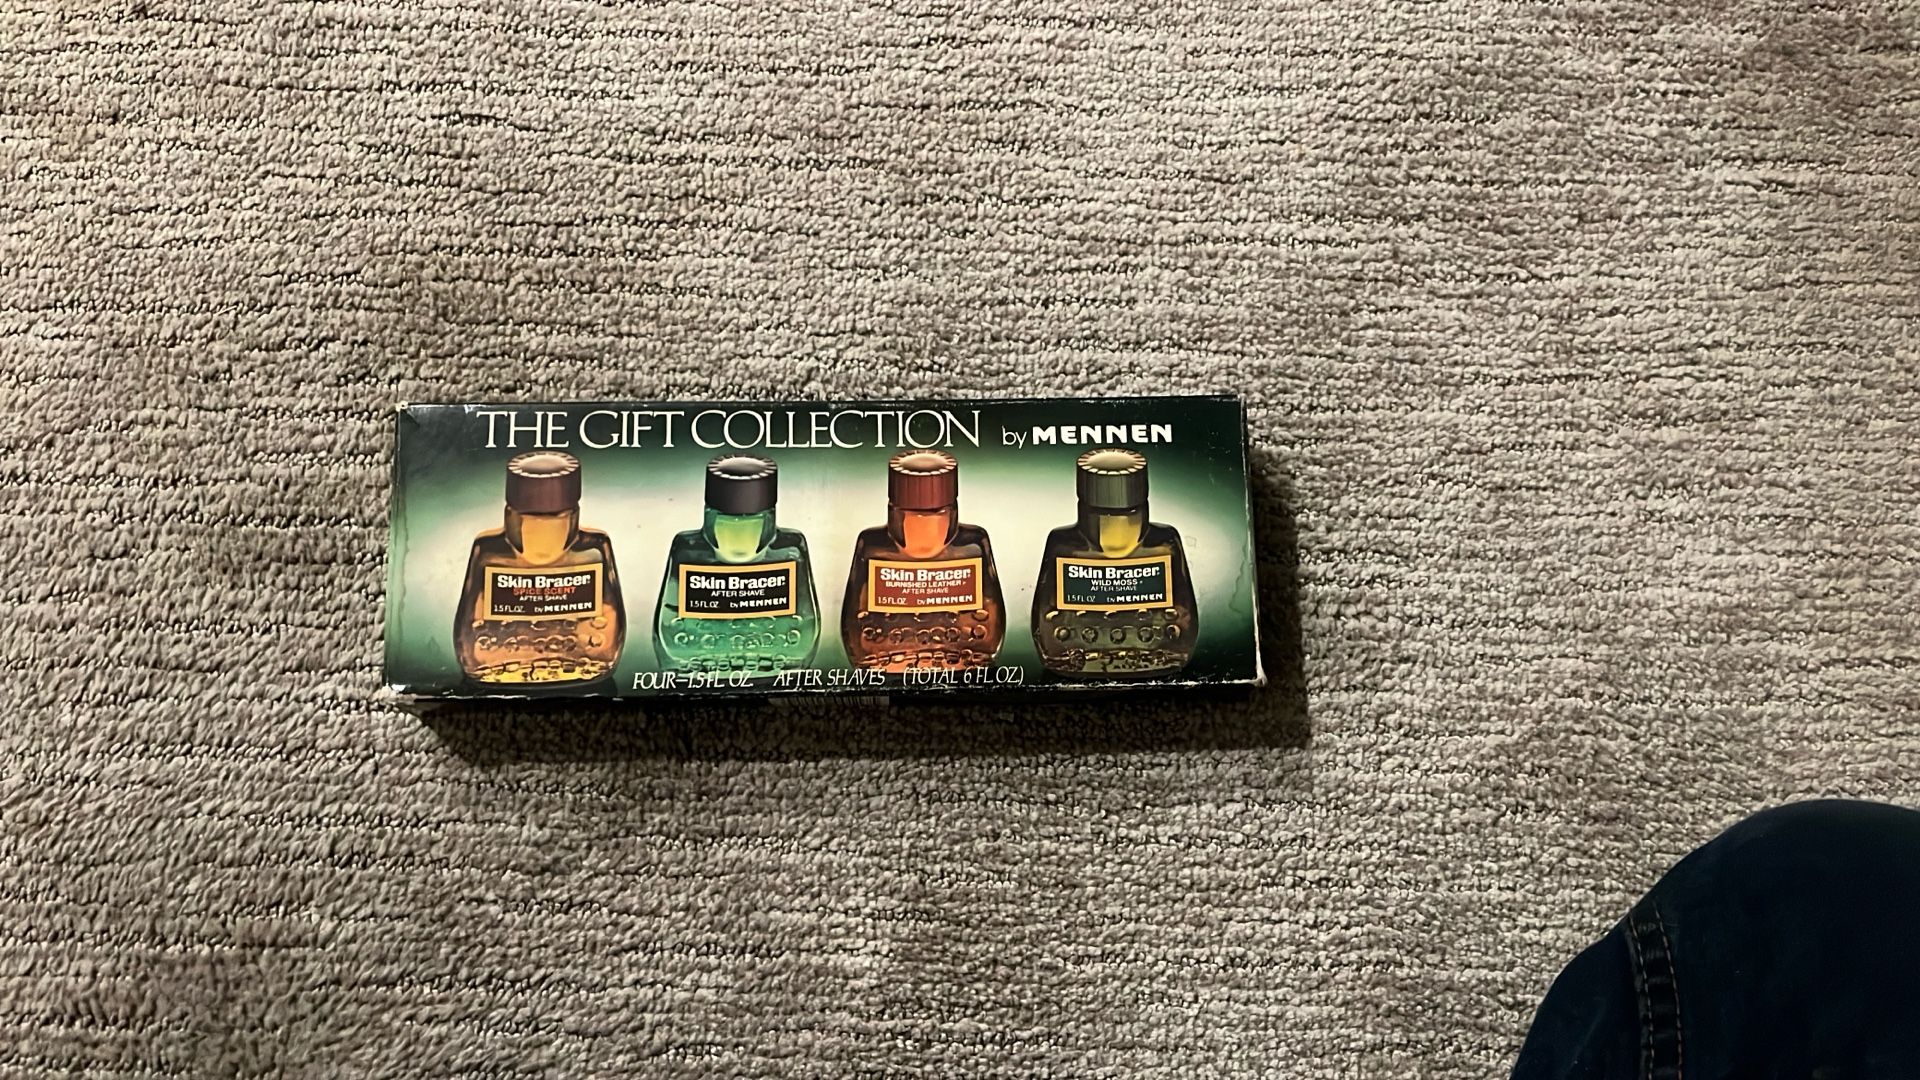 THE GIFT COLLECTION by MENNEN
Skin Bracer
SPICE SCENT
AFTER SHAVE
1.5 FL. OZ. by MENNEN
Skin Bracer
AFTER SHAVE
1.5 FL. OZ. by MENNEN
Skin Bracer
BURNISHED LEATHER
AFTER SHAVE
1.5 FL. OZ. by MENNEN
Skin Bracer
WILD MOSS
AFTER SHAVE
1.5 FL. OZ. by MENNEN
FOUR-1.5 FL. OZ. AFTER SHAVES (TOTAL 6 FL. OZ.)